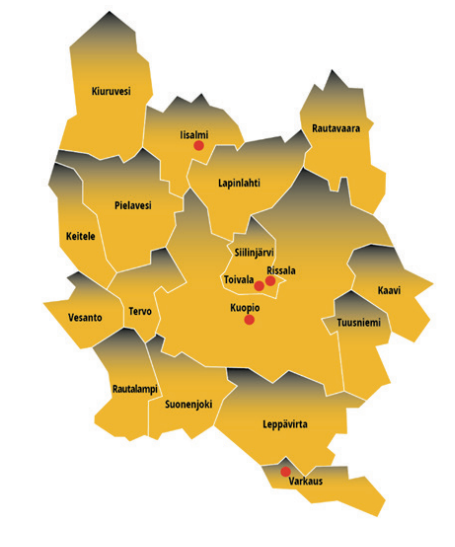 Kiuruvesi
Iisalmi
Rautavaara
Lapinlahti
Pielavesi
Keitele
Siilinjärvi
Rissala
Toivala
Kaavi
Kuopio
Tervo
Vesanto
Tuusniemi
Rautalampi
Suonenjoki
Leppävirta
Varkaus